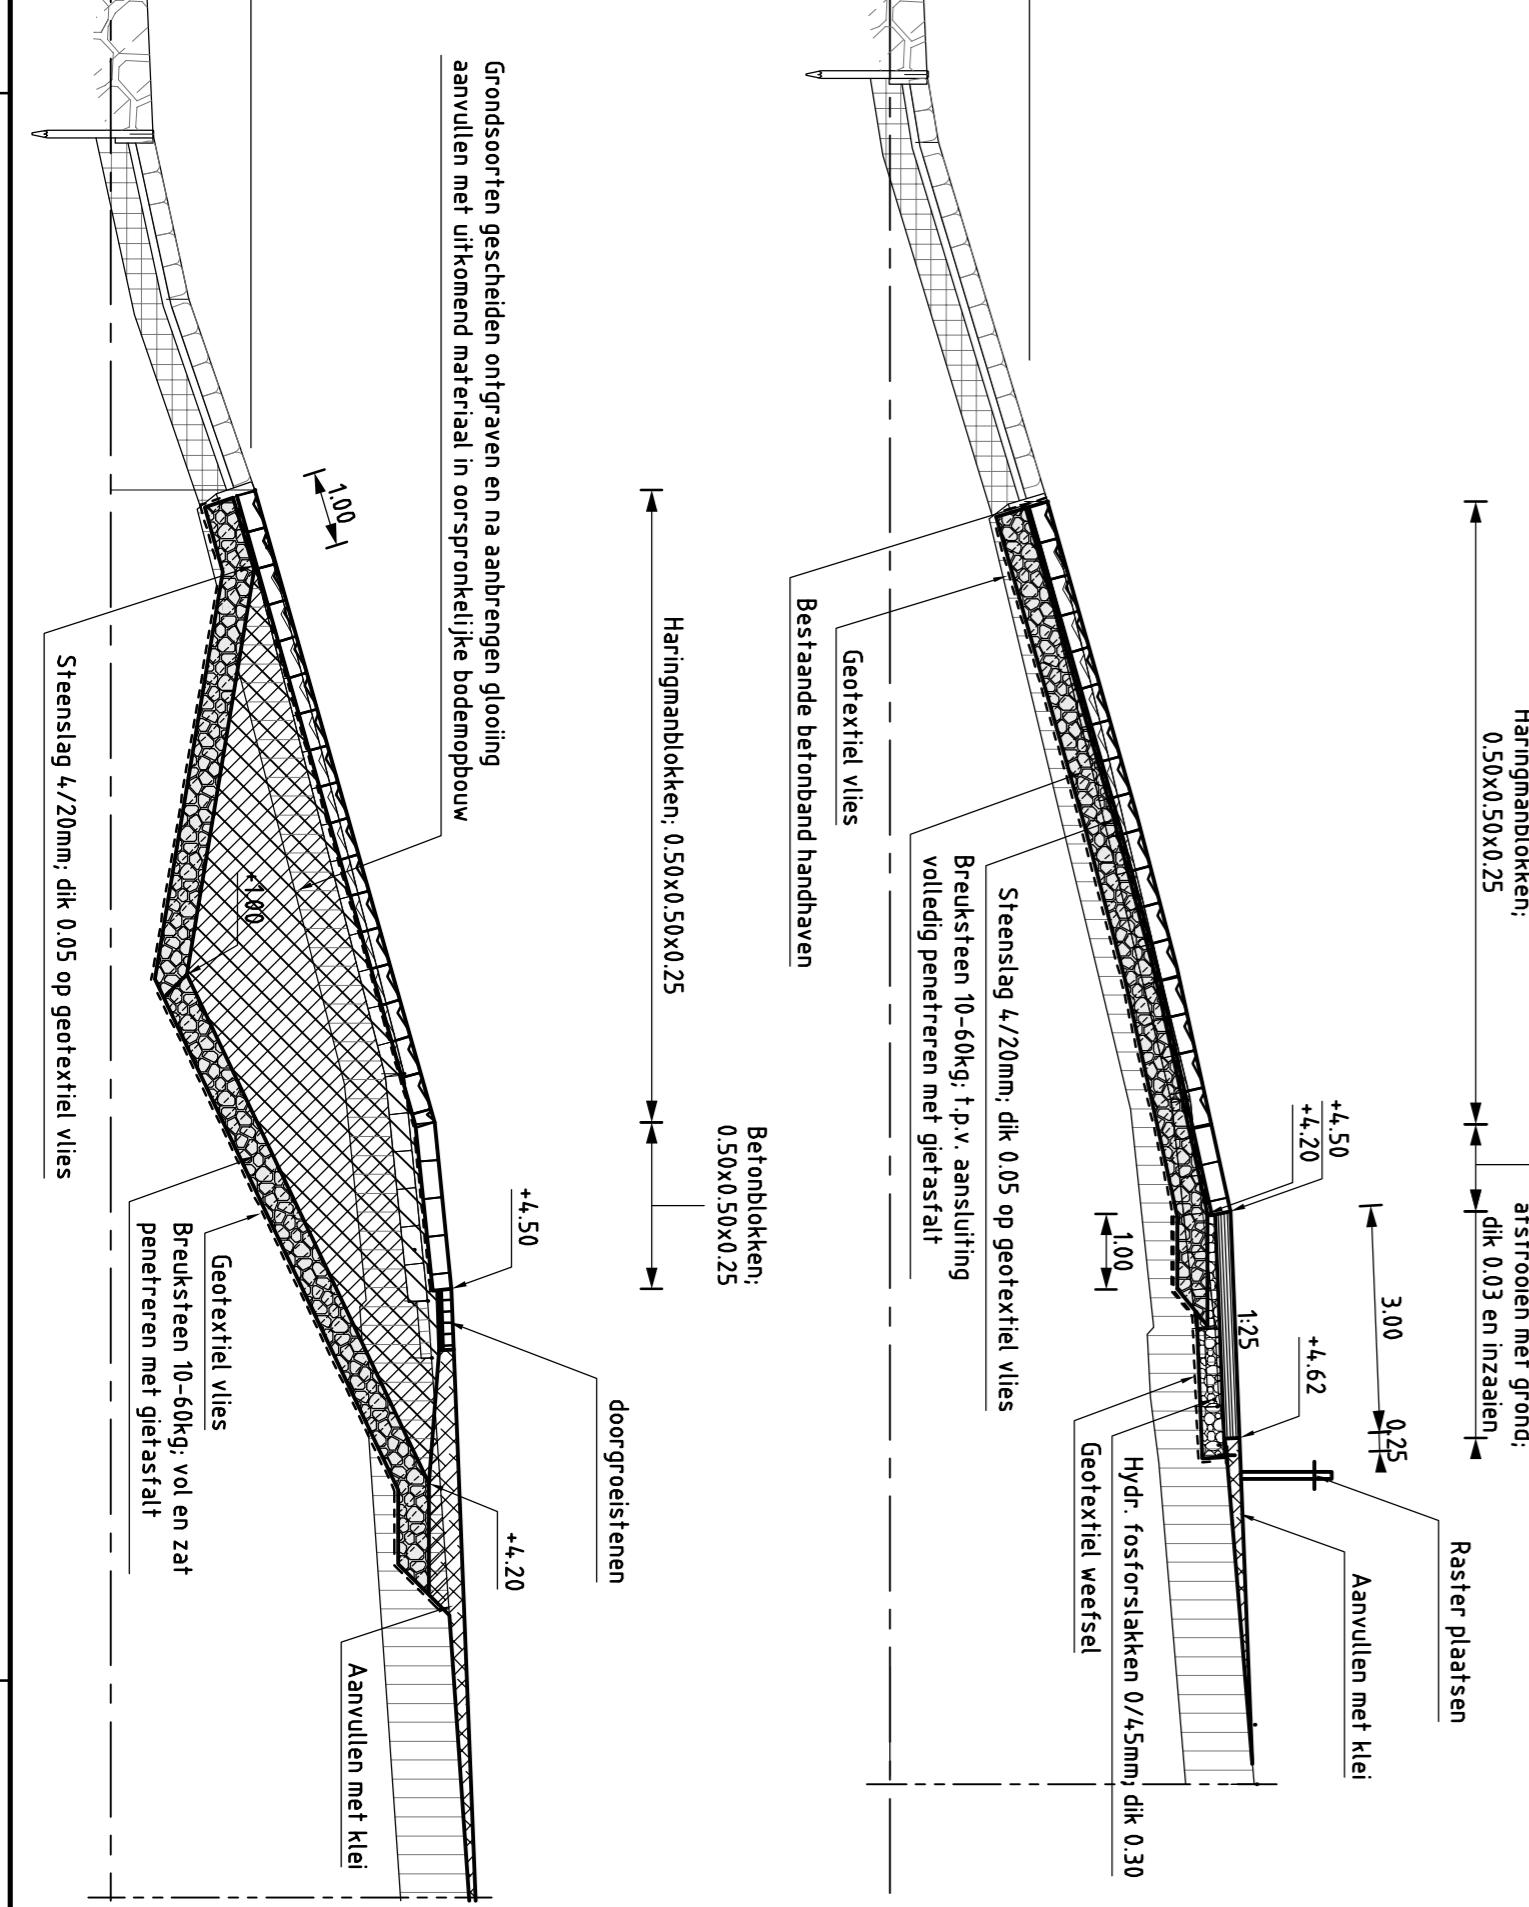 Haringmanblokken;
0.50x0.50x0.25
afstrooien met grond;
dik 0.03 en inzaaien
+4.50
+4.20
3.00
0.25
1.00
1:25
+4.62
Raster plaatsen
Aanvullen met klei
Hydr. fosforslakken 0/45mm; dik 0.30
Geotextiel weefsel
Steenslag 4/20mm; dik 0.05 op geotextiel vlies
Breuksteen 10-60kg; t.p.v. aansluiting
volledig penetreren met gietasfalt
Geotextiel vlies
Bestaande betonband handhaven
Betonblokken;
0.50x0.50x0.25
Haringmanblokken; 0.50x0.50x0.25
doorgroeistenen
+4.50
+4.20
Grondsoorten gescheiden ontgraven en na aanbrengen glooiing
aanvullen met uitkomend materiaal in oorspronkelijke bodemopbouw
1.00
+1.00
Aanvullen met klei
Geotextiel vlies
Breuksteen 10-60kg; vol en zat
penetreren met gietasfalt
Steenslag 4/20mm; dik 0.05 op geotextiel vlies